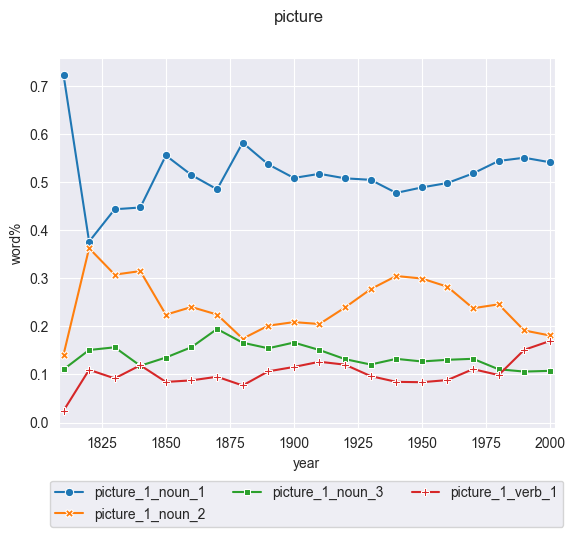 picture
0.7
0.6
0.5
0.4
0.3
0.2
0.1
0.0
word%
1825 1850 1875 1900 1925 1950 1975 2000
year
picture_1_noun_1 picture_1_noun_3 picture_1_verb_1
picture_1_noun_2